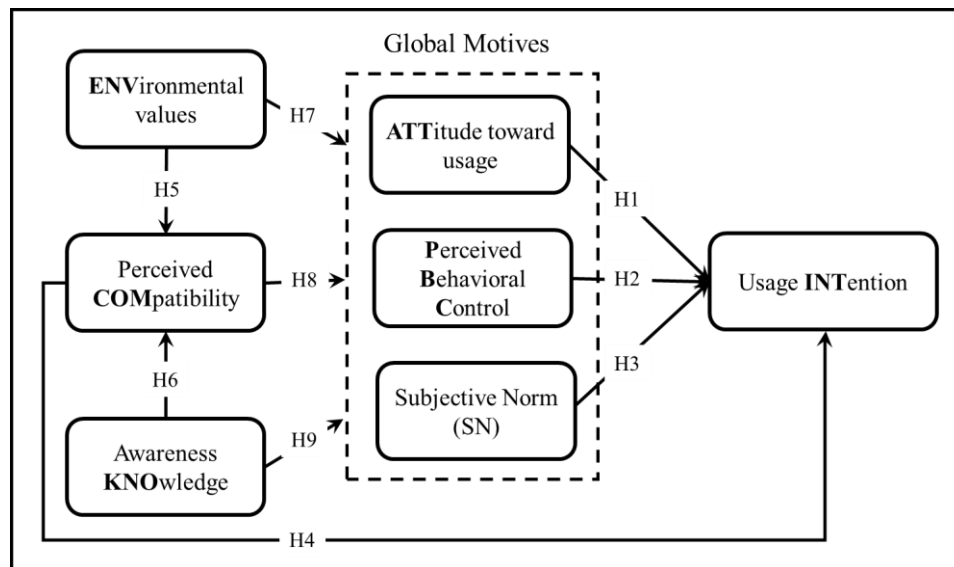 Global Motives
ENVironmental
values
H7
ATTitude toward
usage
H5
H1
Perceived
COMpatibility
H8
Perceived
Behavioral
Control
H2
Usage INTention
H6
H3
Subjective Norm
(SN)
Awareness
KNOwledge
H9
H4